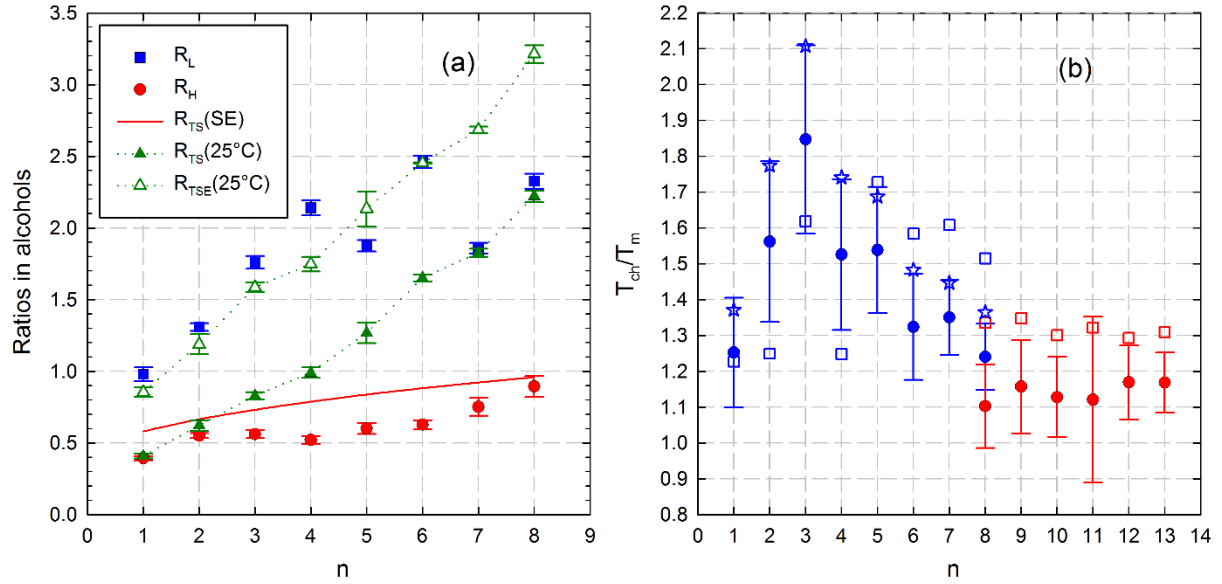 3.5
3.0
2.5
2.0
1.5
1.0
0.5
0.0
Ratios in alcohols
R_L
R_H
R_TS(SE)
R_TS(25°C)
R_TSE(25°C)
(a)
0 1 2 3 4 5 6 7 8 9
n
2.2
2.1
2.0
1.9
1.8
1.7
1.6
1.5
1.4
1.3
1.2
1.1
1.0
0.9
0.8
T_ch/T_m
(b)
0 1 2 3 4 5 6 7 8 9 10 11 12 13 14
n